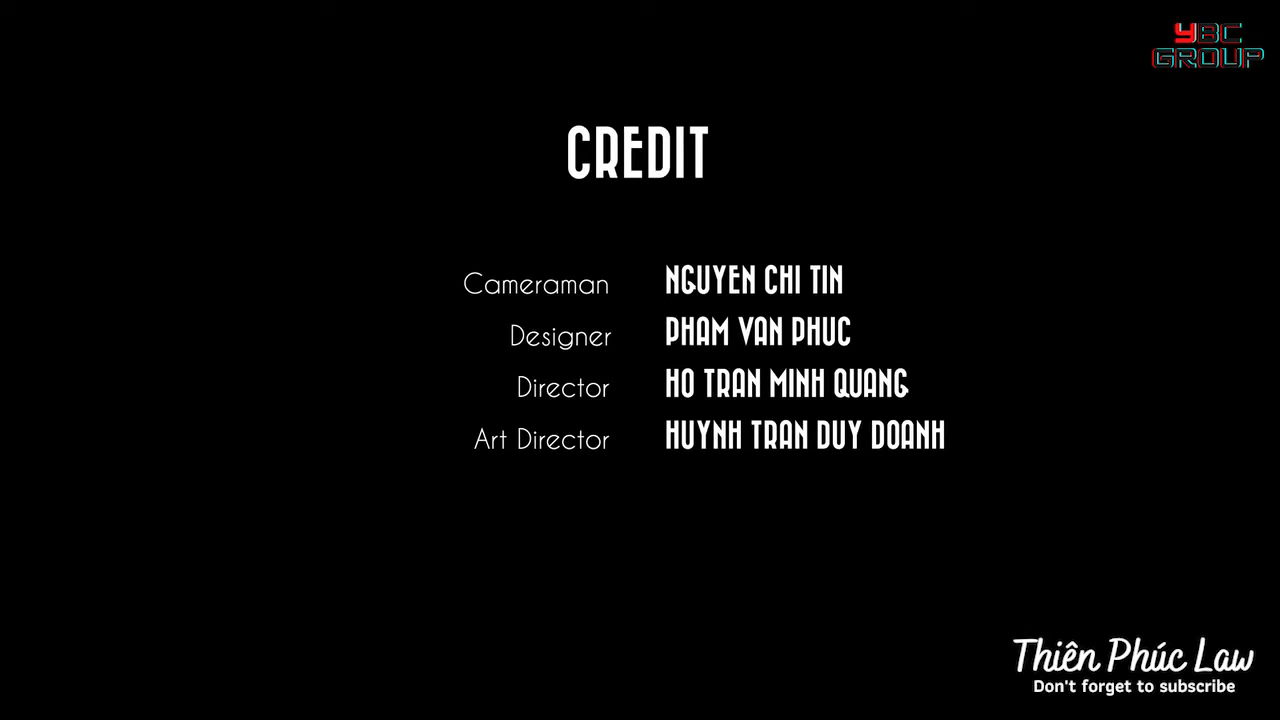 YBC
GROUP
CREDIT
Cameraman NGUYEN CHI TIN
Designer PHAM VAN PHUC
Director HO TRAN MINH QUANG
Art Director HUYNH TRAN DUY DOANH
Thiên Phúc Law
Don't forget to subscribe